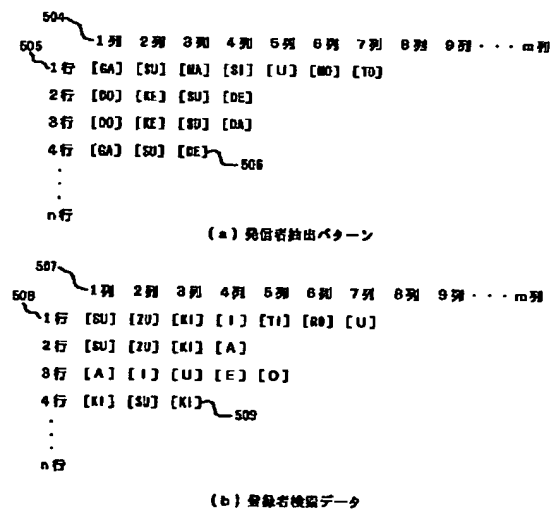 504
1列 2列 3列 4列 5列 6列 7列 8列 9列・・・m列
505
1行 [GA] [SU] [MA] [SI] [U] [MO] [TO]
2行 [DO] [KE] [SU] [DE]
3行 [DO] [KE] [SU] [DA]
4行 [GA] [SU] [DE] 506
・
・
・
n行
(a)発信者抽出パターン
507
1列 2列 3列 4列 5列 6列 7列 8列 9列・・・m列
508
1行 [SU] [ZU] [KI] [I] [TI] [RO] [U]
2行 [SU] [ZU] [KI] [A]
3行 [A] [I] [U] [E] [O]
4行 [KI] [SU] [KI] 509
・
・
・
n行
(b)登録者検索データ